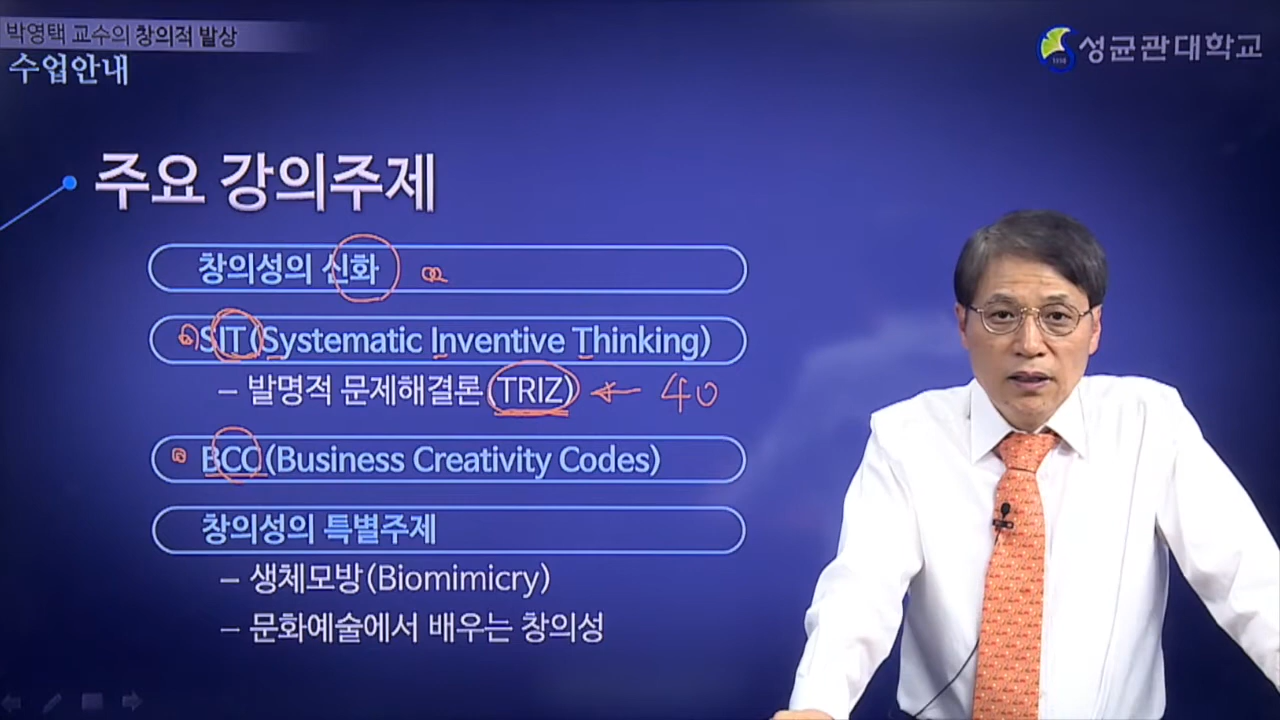 박영택 교수의 창의적 발상
수업안내
성균관대학교
주요 강의주제
창의성의 신화
SIT(Systematic Inventive Thinking)
– 발명적 문제해결론(TRIZ) ← 40
BCC(Business Creativity Codes)
창의성의 특별주제
– 생체모방(Biomimicry)
– 문화예술에서 배우는 창의성